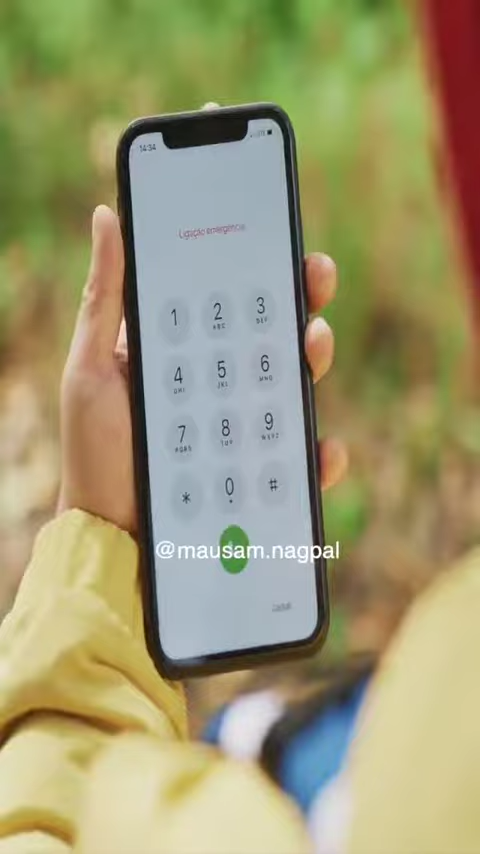 14:34
Ligação emergência
1
2
ABC
3
DEF
4
GHI
5
JKL
6
MNO
7
PQRS
8
TUV
9
WXYZ
*
0
+
#
@mausam.nagpal